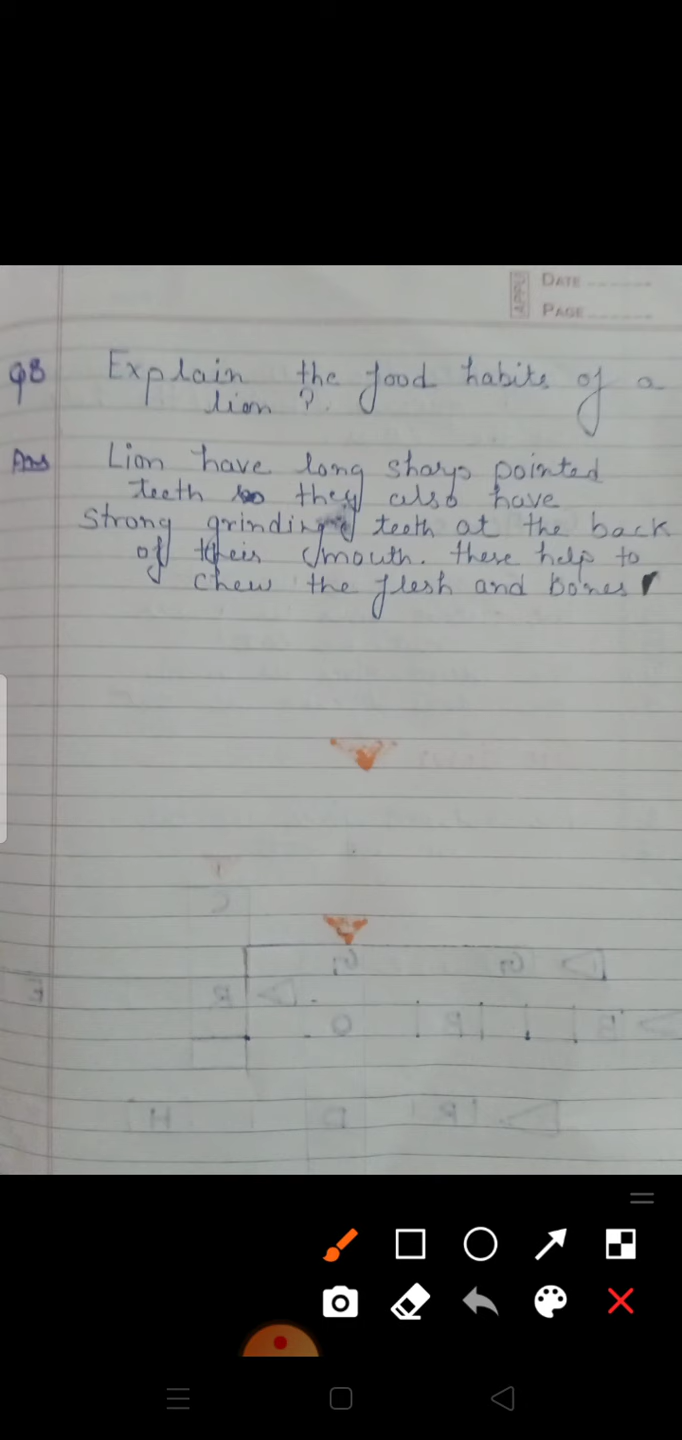 APPLE
DATE
PAGE
Q8 Explain the food habits of a
lion ?
Ans Lion have long sharp pointed
teeth so they also have
strong grinding teeth at the back
of their mouth. these help to
chew the flesh and bones